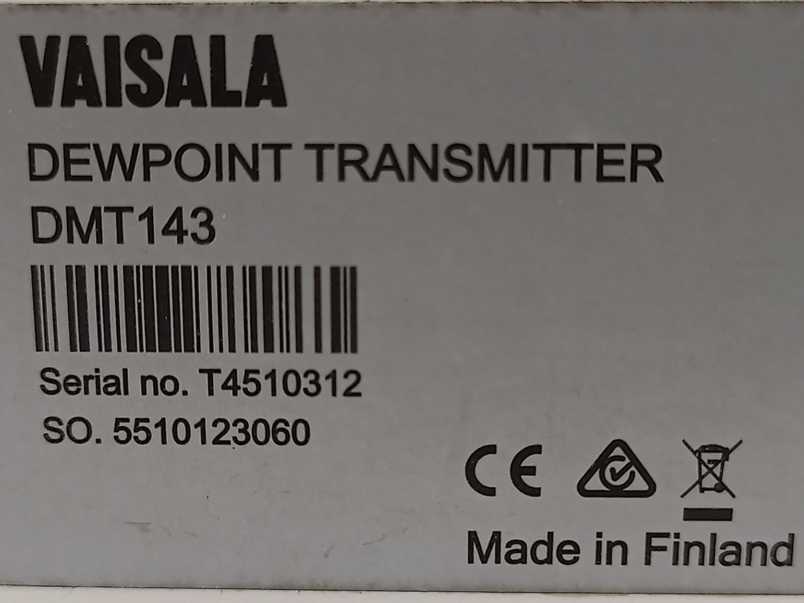 VAISALA
DEWPOINT TRANSMITTER
DMT143
Serial no. T4510312
SO. 5510123060
CE
Made in Finland